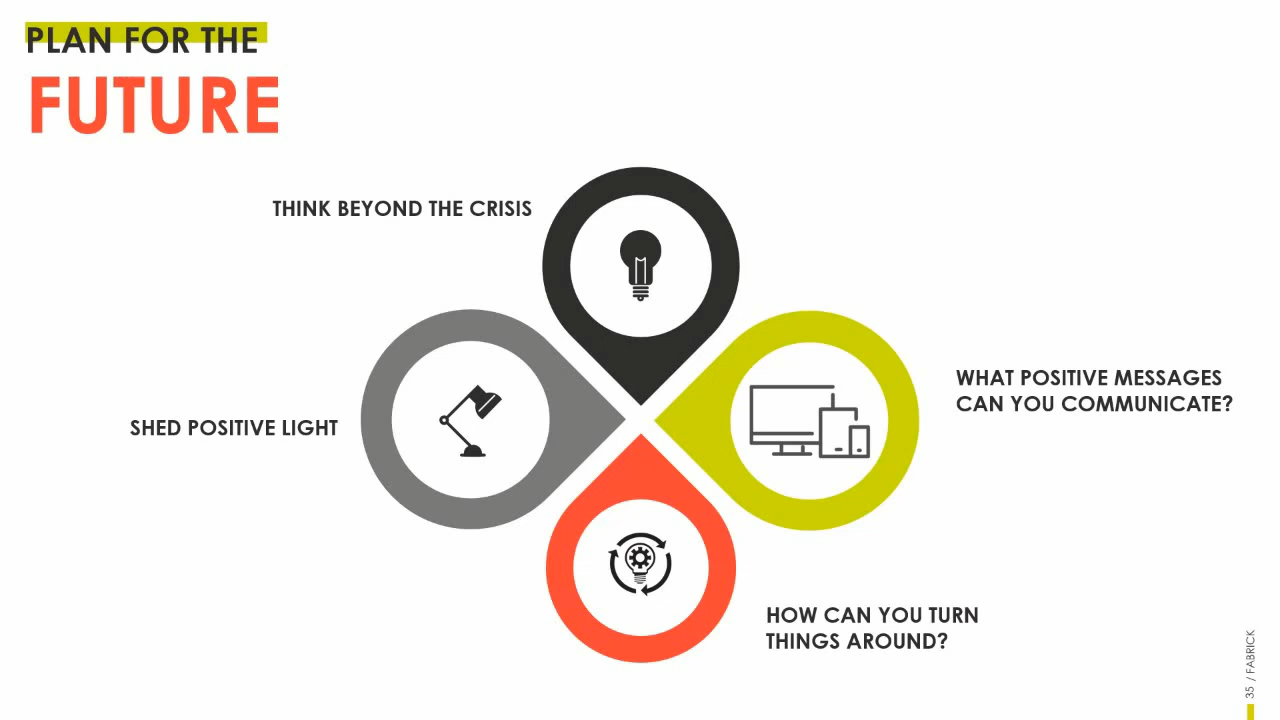 PLAN FOR THE
FUTURE
THINK BEYOND THE CRISIS
WHAT POSITIVE MESSAGES
CAN YOU COMMUNICATE?
SHED POSITIVE LIGHT
HOW CAN YOU TURN
THINGS AROUND?
35 / FABRICK